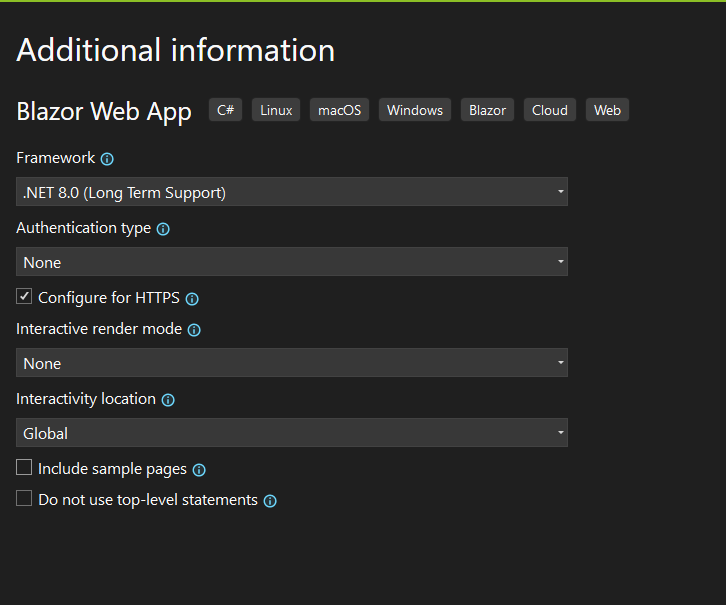 Additional information
Blazor Web App C# Linux macOS Windows Blazor Cloud Web
Framework
.NET 8.0 (Long Term Support)
Authentication type
None
Configure for HTTPS
Interactive render mode
None
Interactivity location
Global
Include sample pages
Do not use top-level statements